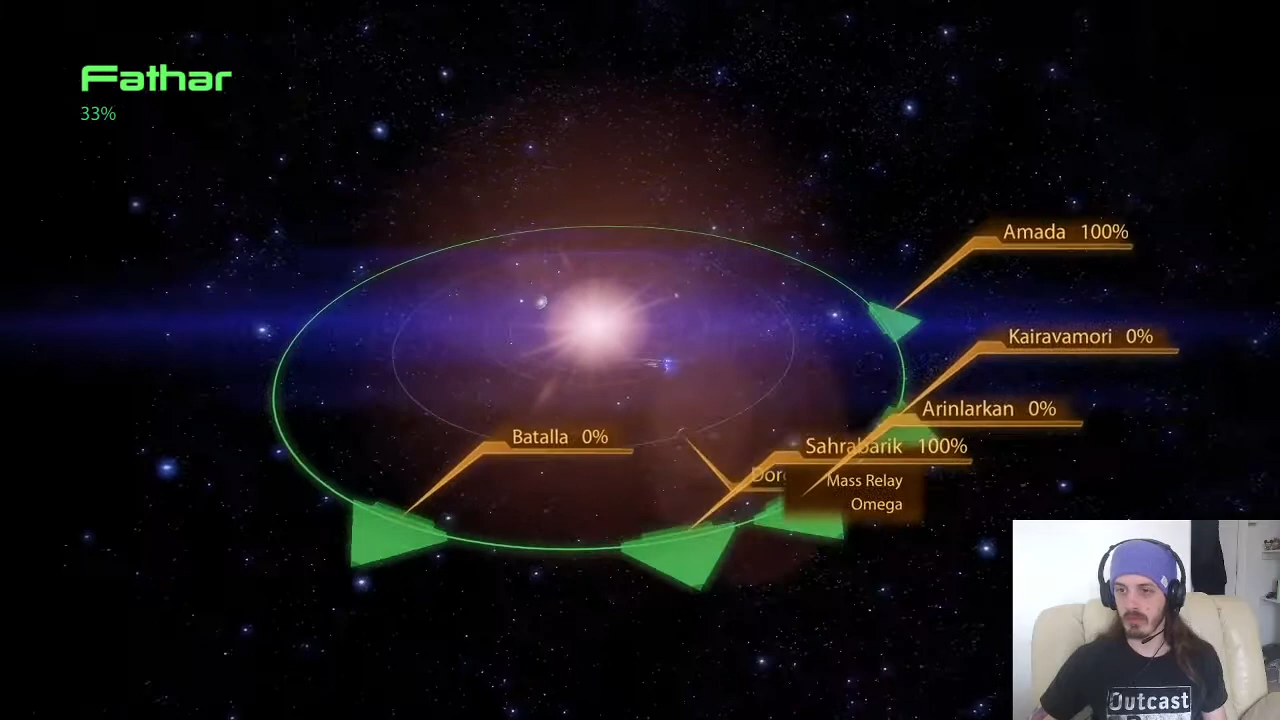 Fathar
33%
Amada 100%
Kairavamori 0%
Arinlarkan 0%
Batalla 0%
Sahrabarik 100%
Mass Relay
Omega
Outcast